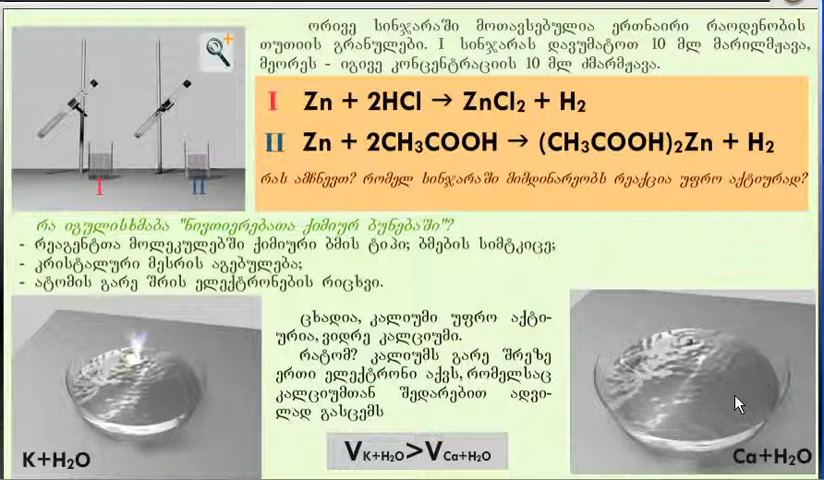 ორივე სინჯარაში მოთავსებულია ერთნაირი რაოდენობის
თუთიის გრანულები. I სინჯარას დავუმატოთ 10 მლ მარილმჟავა,
მეორეს - იგივე კონცენტრაციის 10 მლ ძმარმჟავა.
I Zn + 2HCl → ZnCl₂ + H₂
II Zn + 2CH₃COOH → (CH₃COOH)₂Zn + H₂
რას ამჩნევთ? რომელ სინჯარაში მიმდინარეობს რეაქცია უფრო აქტიურად?
I
II
რა იგულისხმაბა "ნივთიერებათა ქიმიურ ბუნებაში"?
- რეაგენტთა მოლეკულებში ქიმიური ბმის ტიპი; ბმების სიმტკიცე;
- კრისტალური მესრის აგებულება;
- ატომის გარე შრის ელექტრონების რიცხვი.
ცხადია, კალიუმი უფრო აქტი-
ურია, ვიდრე კალციუმი.
რატომ? კალიუმს გარე შრეზე
ერთი ელექტრონი აქვს, რომელსაც
კალციუმთან შედარებით ადვი-
ლად გასცემს
V K+H₂O > V Ca+H₂O
K+H₂O
Ca+H₂O